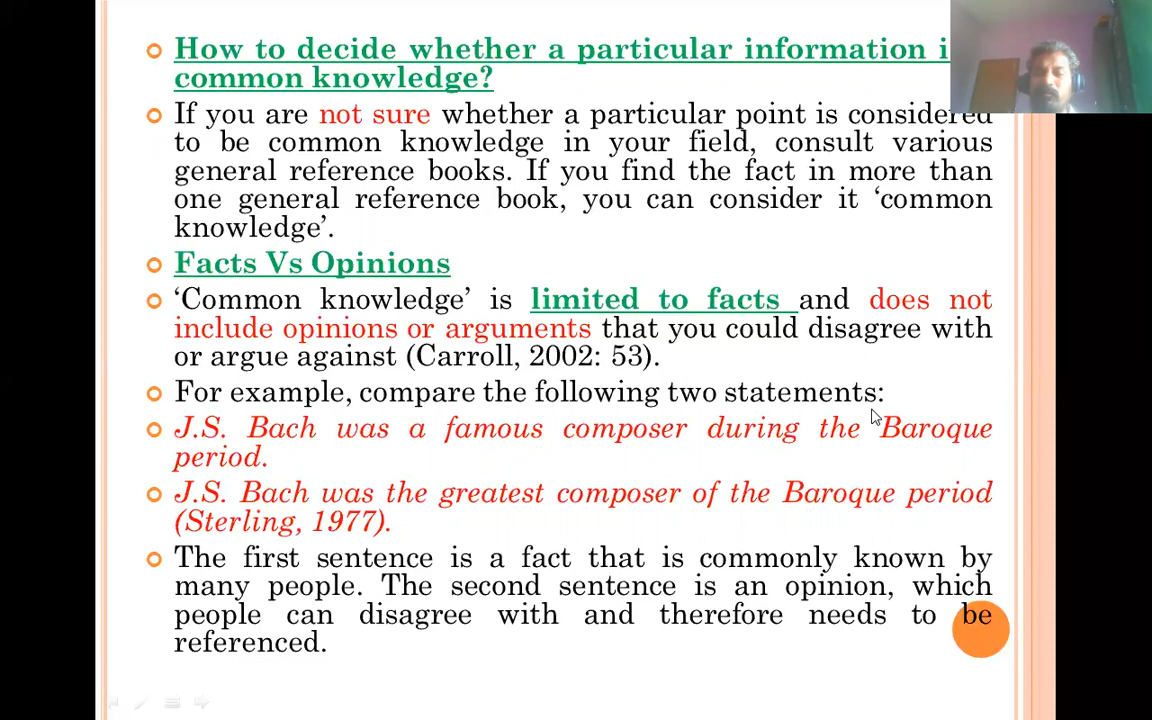 How to decide whether a particular information i
common knowledge?
If you are not sure whether a particular point is considered
to be common knowledge in your field, consult various
general reference books. If you find the fact in more than
one general reference book, you can consider it ‘common
knowledge’.
Facts Vs Opinions
‘Common knowledge’ is limited to facts and does not
include opinions or arguments that you could disagree with
or argue against (Carroll, 2002: 53).
For example, compare the following two statements:
J.S. Bach was a famous composer during the Baroque
period.
J.S. Bach was the greatest composer of the Baroque period
(Sterling, 1977).
The first sentence is a fact that is commonly known by
many people. The second sentence is an opinion, which
people can disagree with and therefore needs to be
referenced.